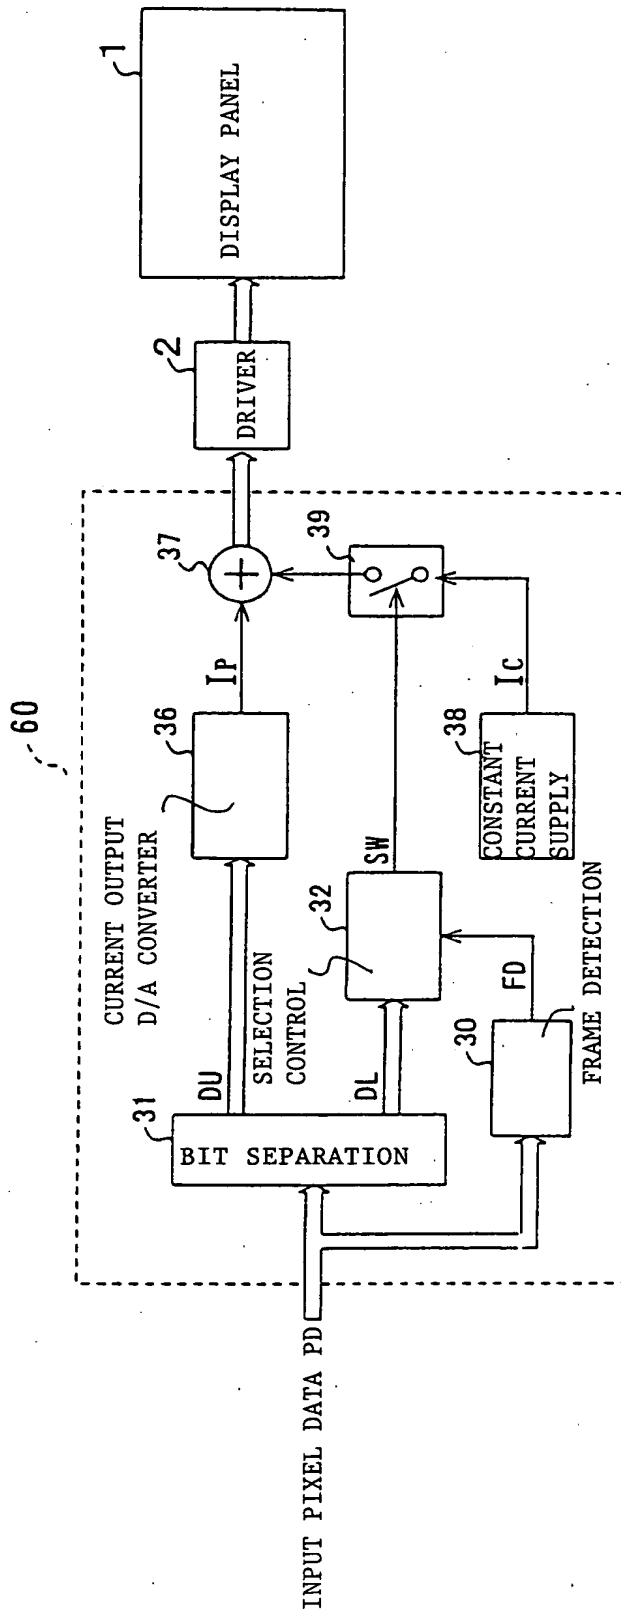 60
1
DISPLAY PANEL
2
DRIVER
37
39
IP
IC
36
CURRENT OUTPUT
D/A CONVERTER
38
CONSTANT
CURRENT
SUPPLY
SW
32
SELECTION
CONTROL
DU
DL
FD
30
FRAME DETECTION
31
BIT SEPARATION
INPUT PIXEL DATA PD